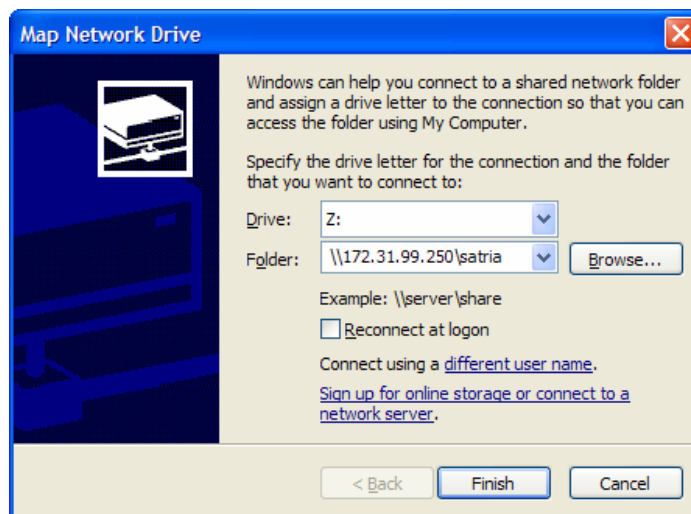 Map Network Drive
Windows can help you connect to a shared network folder
and assign a drive letter to the connection so that you can
access the folder using My Computer.
Specify the drive letter for the connection and the folder
that you want to connect to:
Drive: Z:
Folder: \\172.31.99.250\satria Browse...
Example: \\server\share
Reconnect at logon
Connect using a different user name.
Sign up for online storage or connect to a
network server.
< Back Finish Cancel